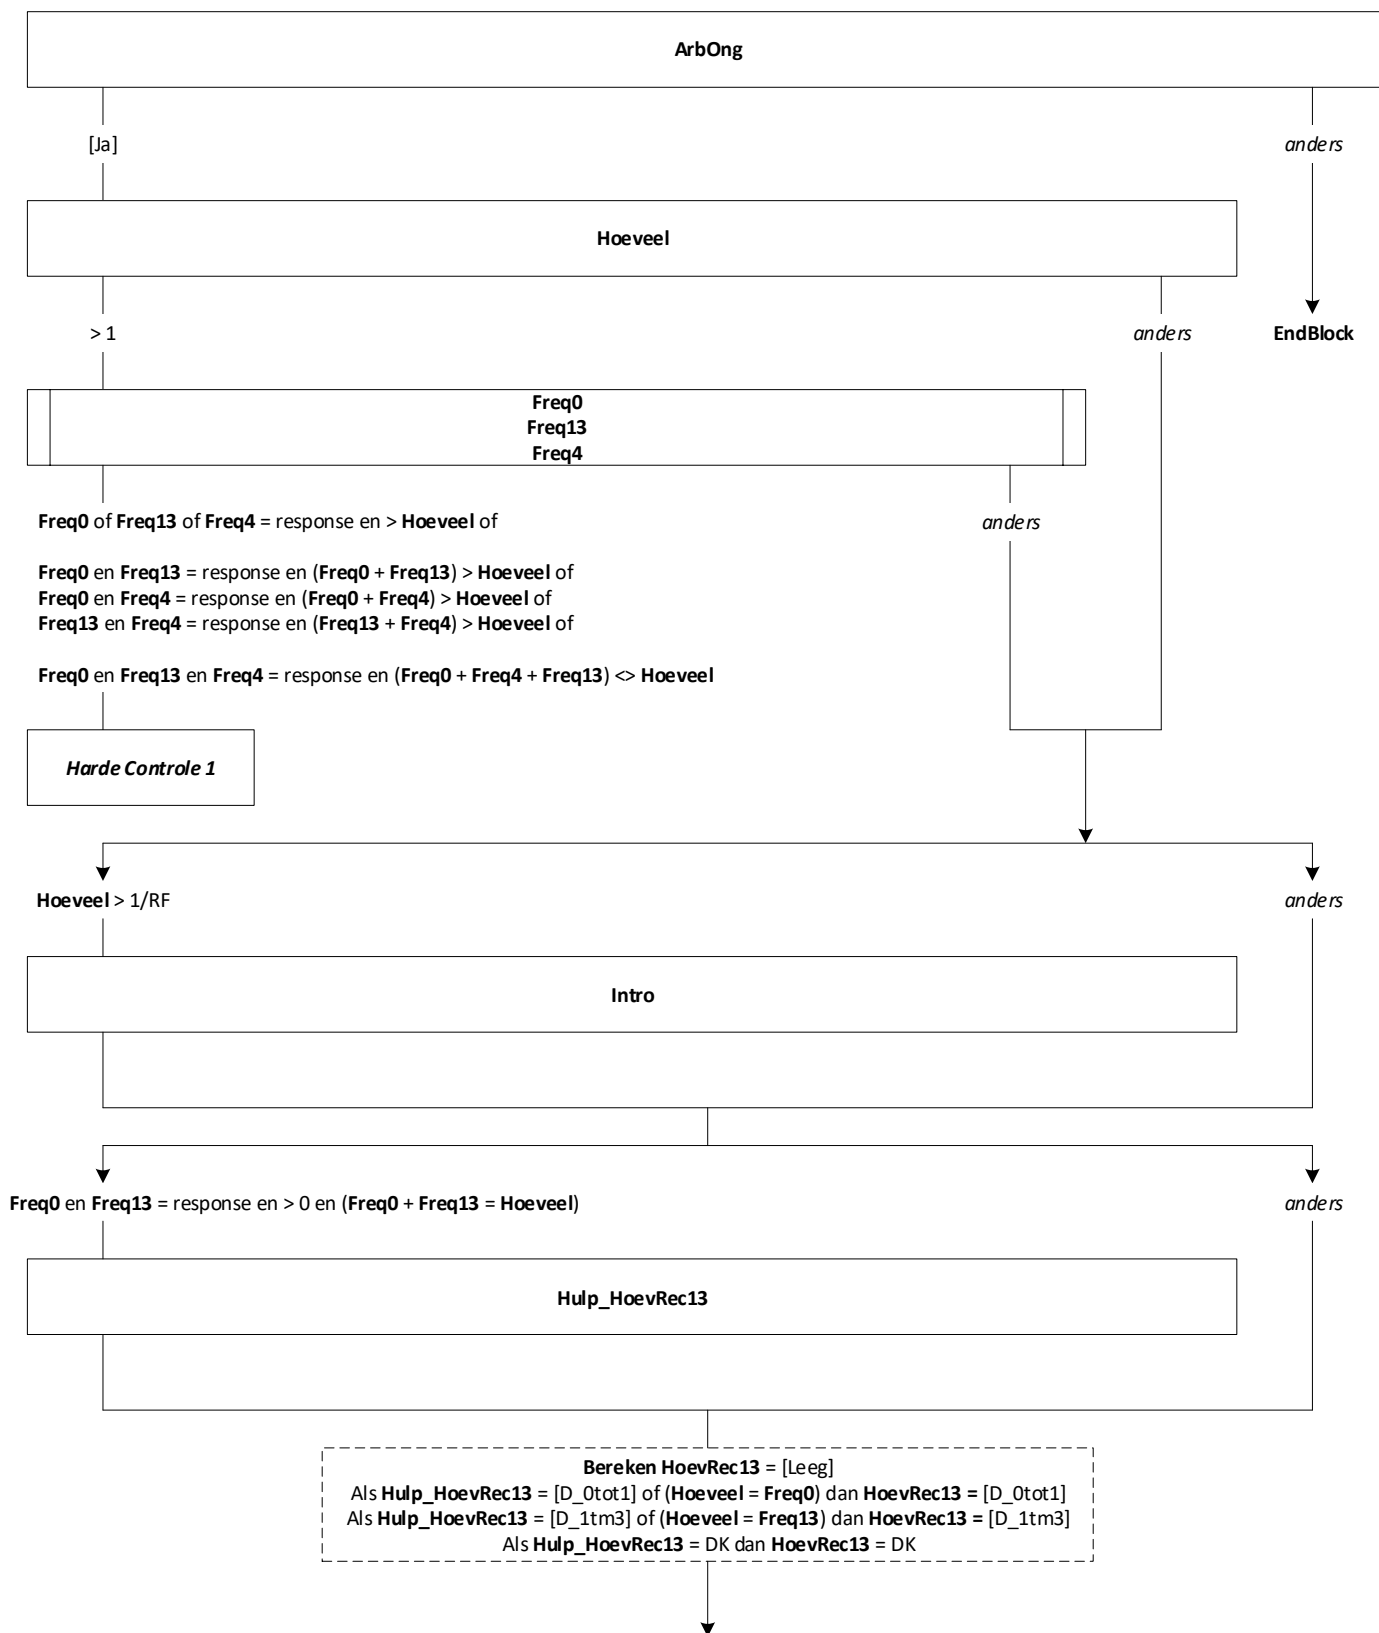 ArbOng
[Ja]
anders
Hoeveel
> 1
anders
EndBlock
Freq0
Freq13
Freq4
Freq0 of Freq13 of Freq4 = response en > Hoeveel of
anders
Freq0 en Freq13 = response en (Freq0 + Freq13) > Hoeveel of
Freq0 en Freq4 = response en (Freq0 + Freq4) > Hoeveel of
Freq13 en Freq4 = response en (Freq13 + Freq4) > Hoeveel of
Freq0 en Freq13 en Freq4 = response en (Freq0 + Freq4 + Freq13) <> Hoeveel
Harde Controle 1
Hoeveel > 1/RF
anders
Intro
Freq0 en Freq13 = response en > 0 en (Freq0 + Freq13 = Hoeveel)
anders
Hulp_HoevRec13
Bereken HoevRec13 = [Leeg]
Als Hulp_HoevRec13 = [D_0tot1] of (Hoeveel = Freq0) dan HoevRec13 = [D_0tot1]
Als Hulp_HoevRec13 = [D_1tm3] of (Hoeveel = Freq13) dan HoevRec13 = [D_1tm3]
Als Hulp_HoevRec13 = DK dan HoevRec13 = DK